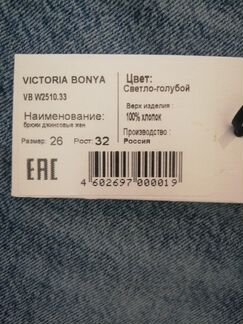 VICTORIA BONYA
VB W2510.33
Наименование:
брюки джинсовые жен
Размер: 26 Рост: 32
Цвет:
Светло-голубой
Верх изделия :
100% хлопок
Производство :
Россия
EAC
4 602697 000019